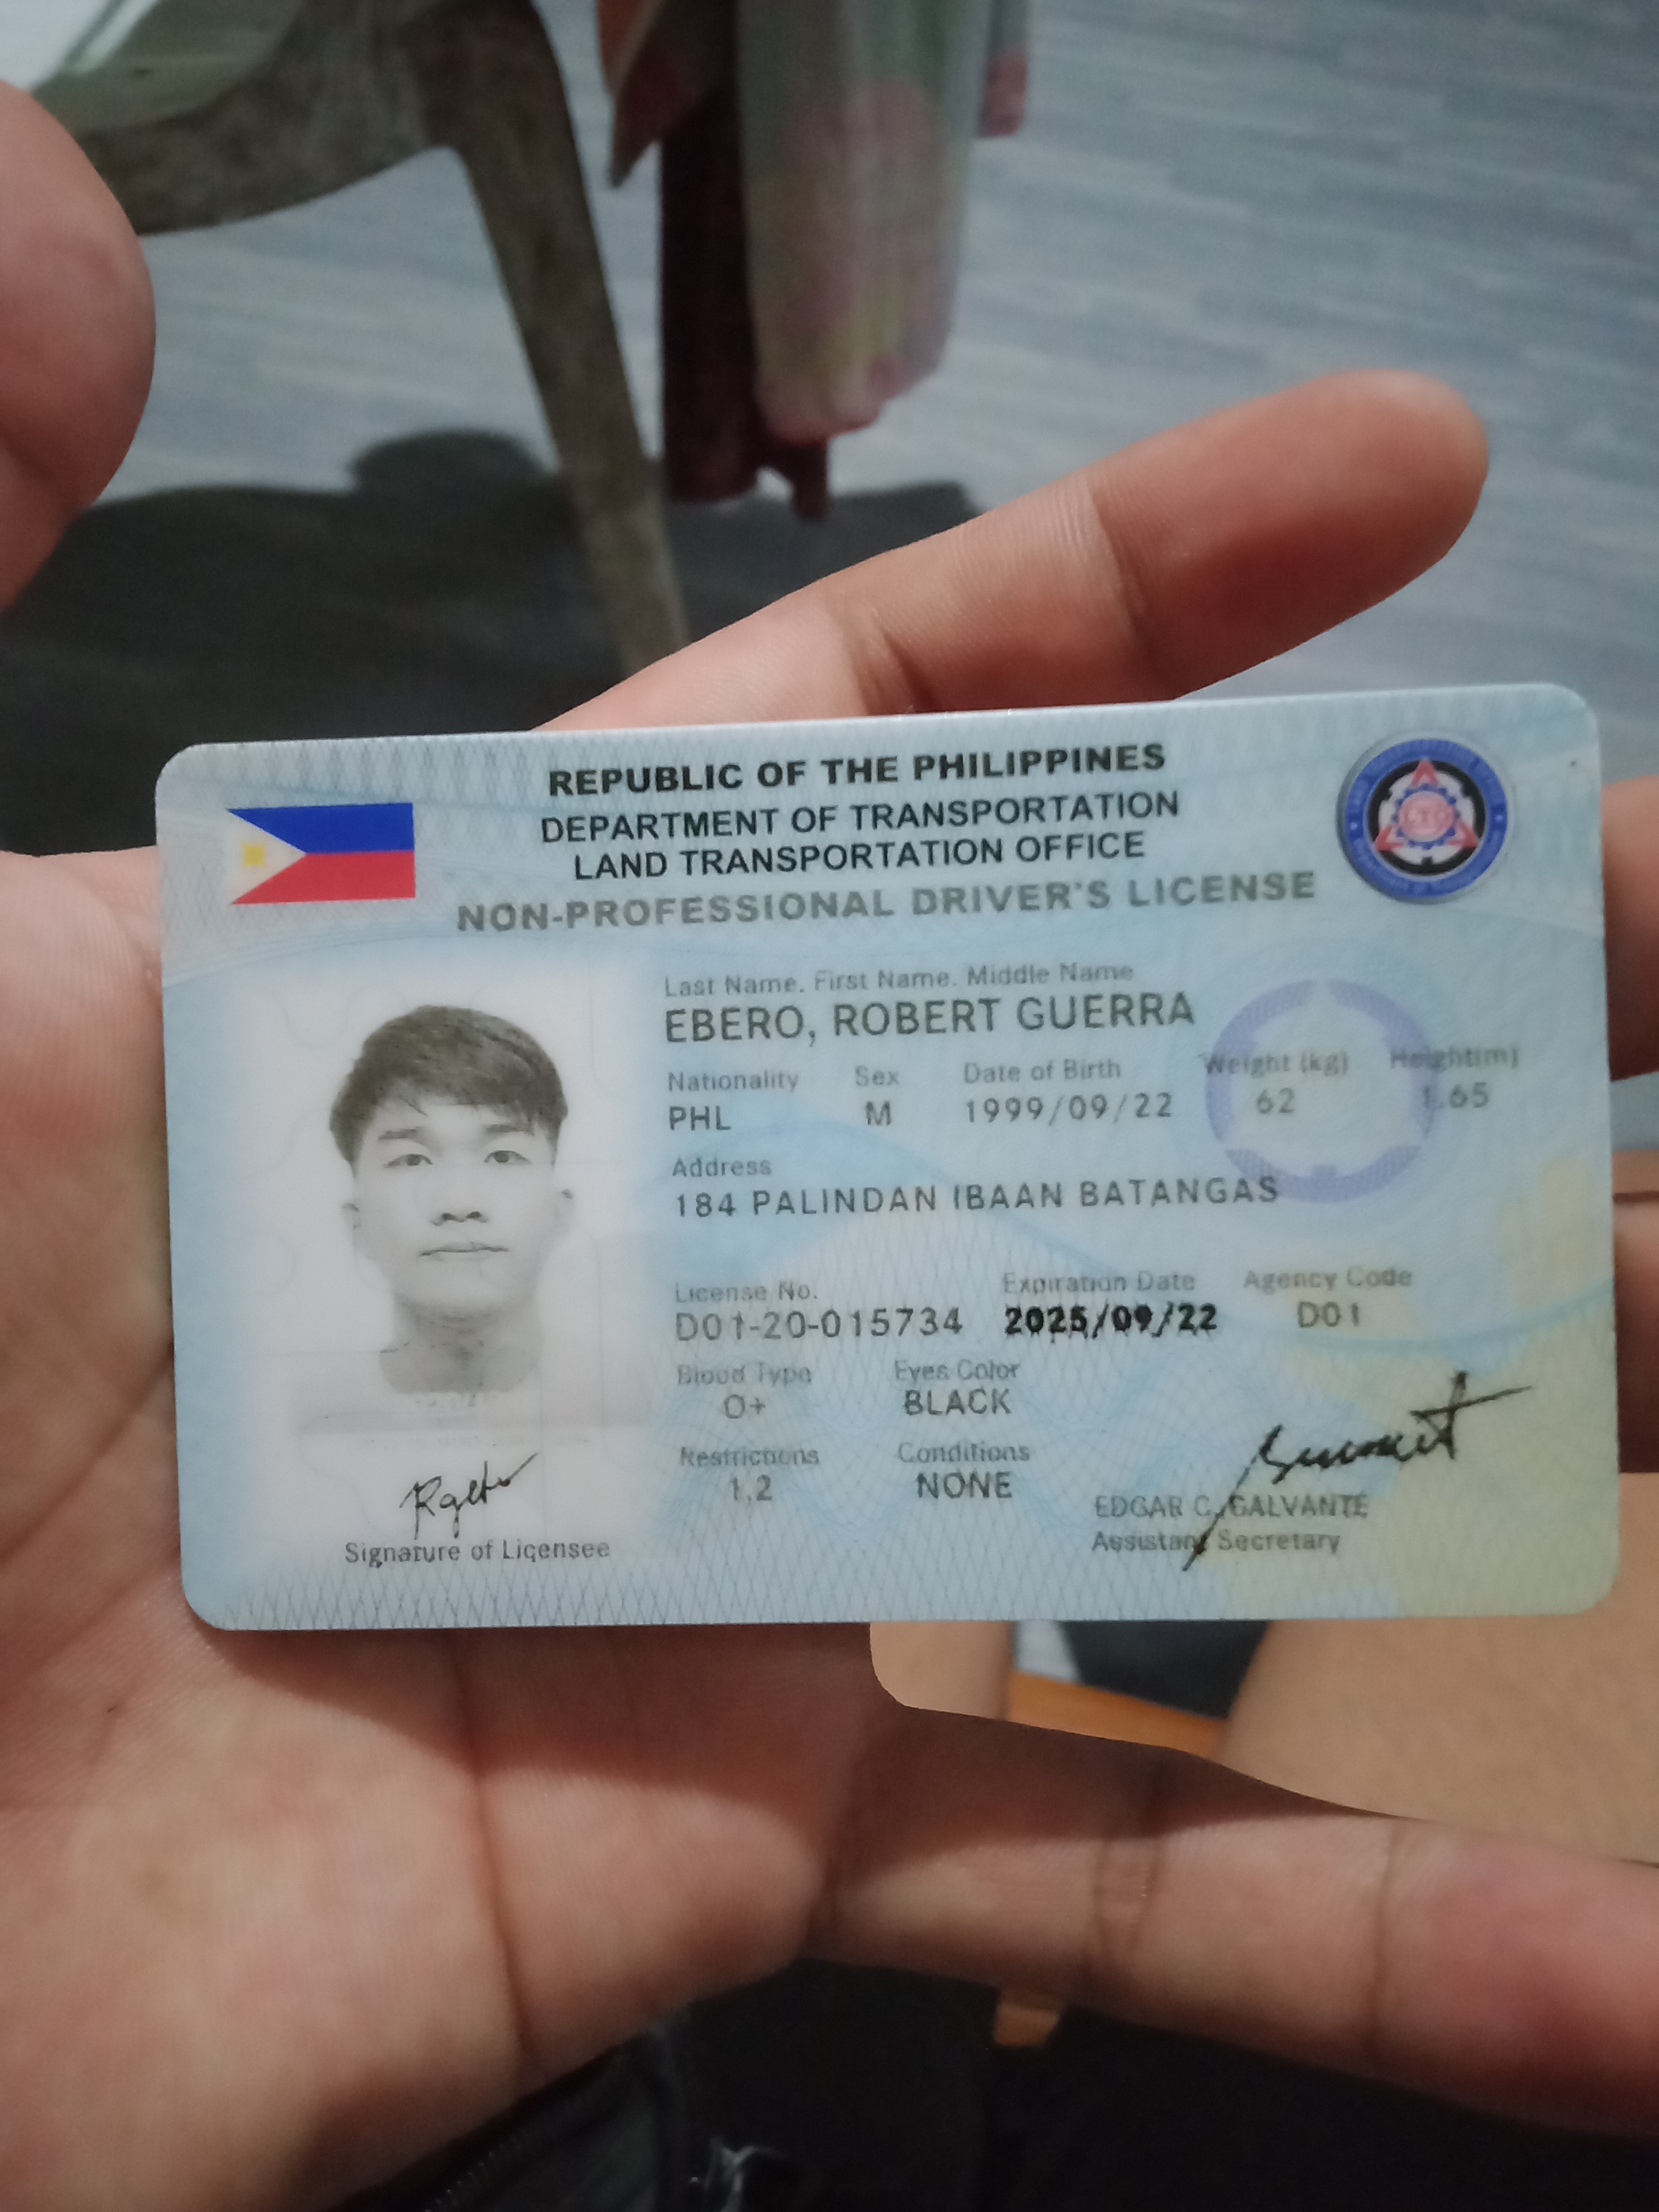 REPUBLIC OF THE PHILIPPINES
DEPARTMENT OF TRANSPORTATION
LAND TRANSPORTATION OFFICE
NON-PROFESSIONAL DRIVER'S LICENSE
LTO
Last Name. First Name. Middle Name
EBERO, ROBERT GUERRA
Nationality Sex Date of Birth Weight (kg) Height(m)
PHL M 1999/09/22 62 1.65
Address
184 PALINDAN IBAAN BATANGAS
License No. Expiration Date Agency Code
D01-20-015734 2025/09/22 D01
Blood Type Eyes Color
O+ BLACK
Restrictions Conditions
1,2 NONE
EDGAR C. GALVANTE
Assistant Secretary
Signature of Licensee